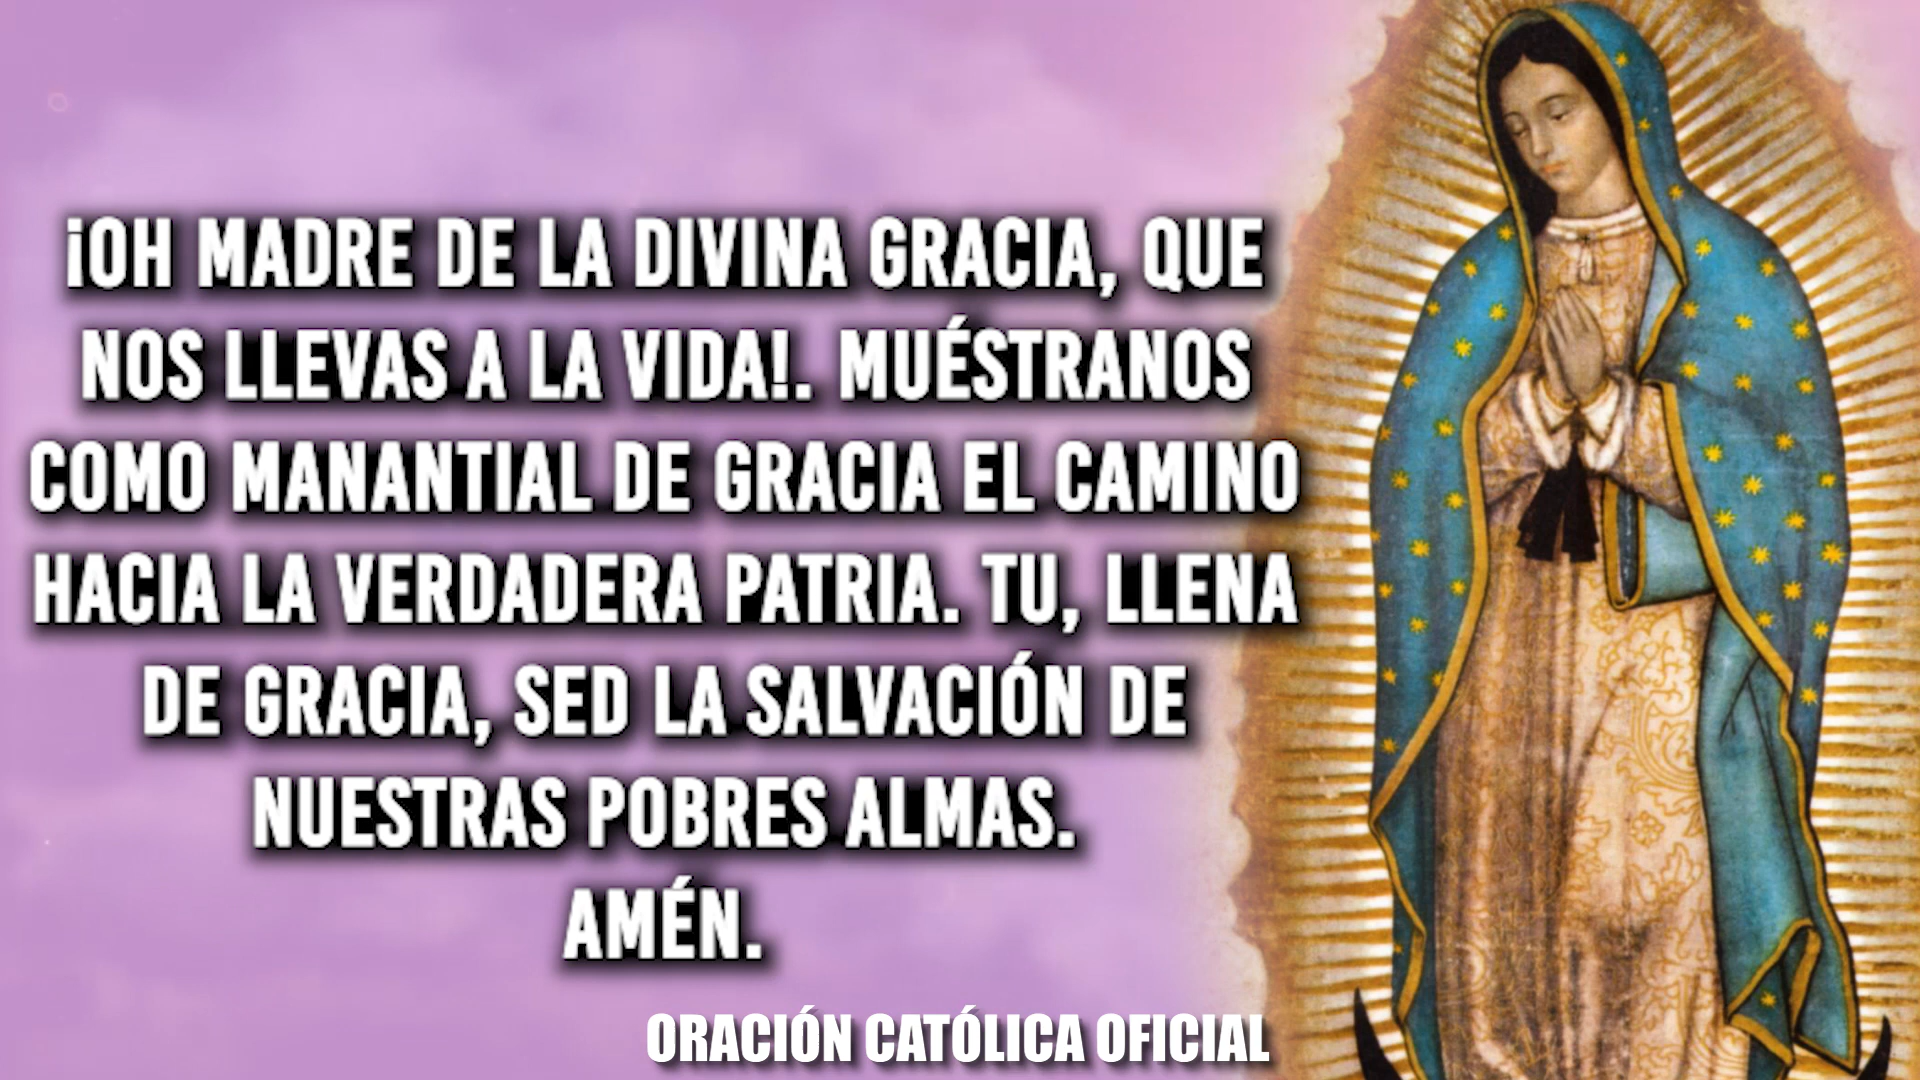 ¡OH MADRE DE LA DIVINA GRACIA, QUE
NOS LLEVAS A LA VIDA!. MUÉSTRANOS
COMO MANANTIAL DE GRACIA EL CAMINO
HACIA LA VERDADERA PATRIA. TU, LLENA
DE GRACIA, SED LA SALVACIÓN DE
NUESTRAS POBRES ALMAS.
AMÉN.
ORACIÓN CATÓLICA OFICIAL